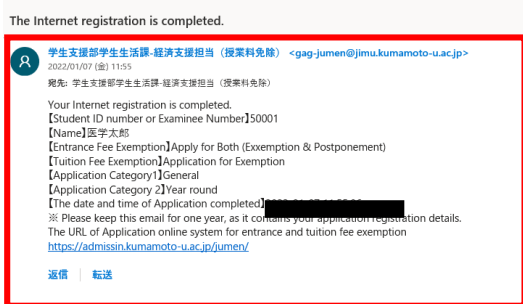 The Internet registration is completed.
学生支援部学生生活課-経済支援担当（授業料免除） <gag-jumen@jimu.kumamoto-u.ac.jp>
2022/01/07 (金) 11:55
宛先: 学生支援部学生生活課-経済支援担当（授業料免除）
Your Internet registration is completed.
【Student ID number or Examinee Number】50001
【Name】医学太郎
【Entrance Fee Exemption】Apply for Both (Exxemption & Postponement)
【Tuition Fee Exemption】Application for Exemption
【Application Category1】General
【Application Category 2】Year round
【The date and time of Application completed】
※ Please keep this email for one year, as it contains your application registration details.
The URL of Application online system for entrance and tuition fee exemption
https://admissin.kumamoto-u.ac.jp/jumen/
返信 | 転送